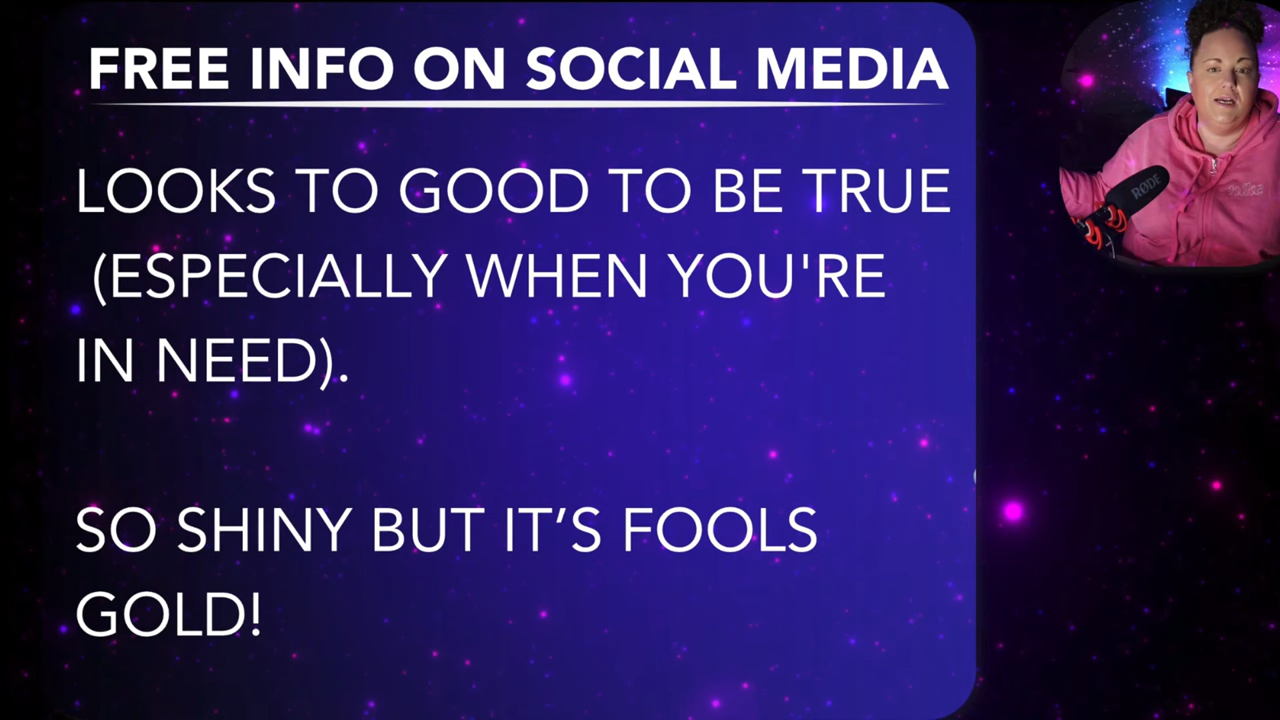 FREE INFO ON SOCIAL MEDIA
LOOKS TO GOOD TO BE TRUE
(ESPECIALLY WHEN YOU'RE
IN NEED).
SO SHINY BUT IT’S FOOLS
GOLD!
RØDE